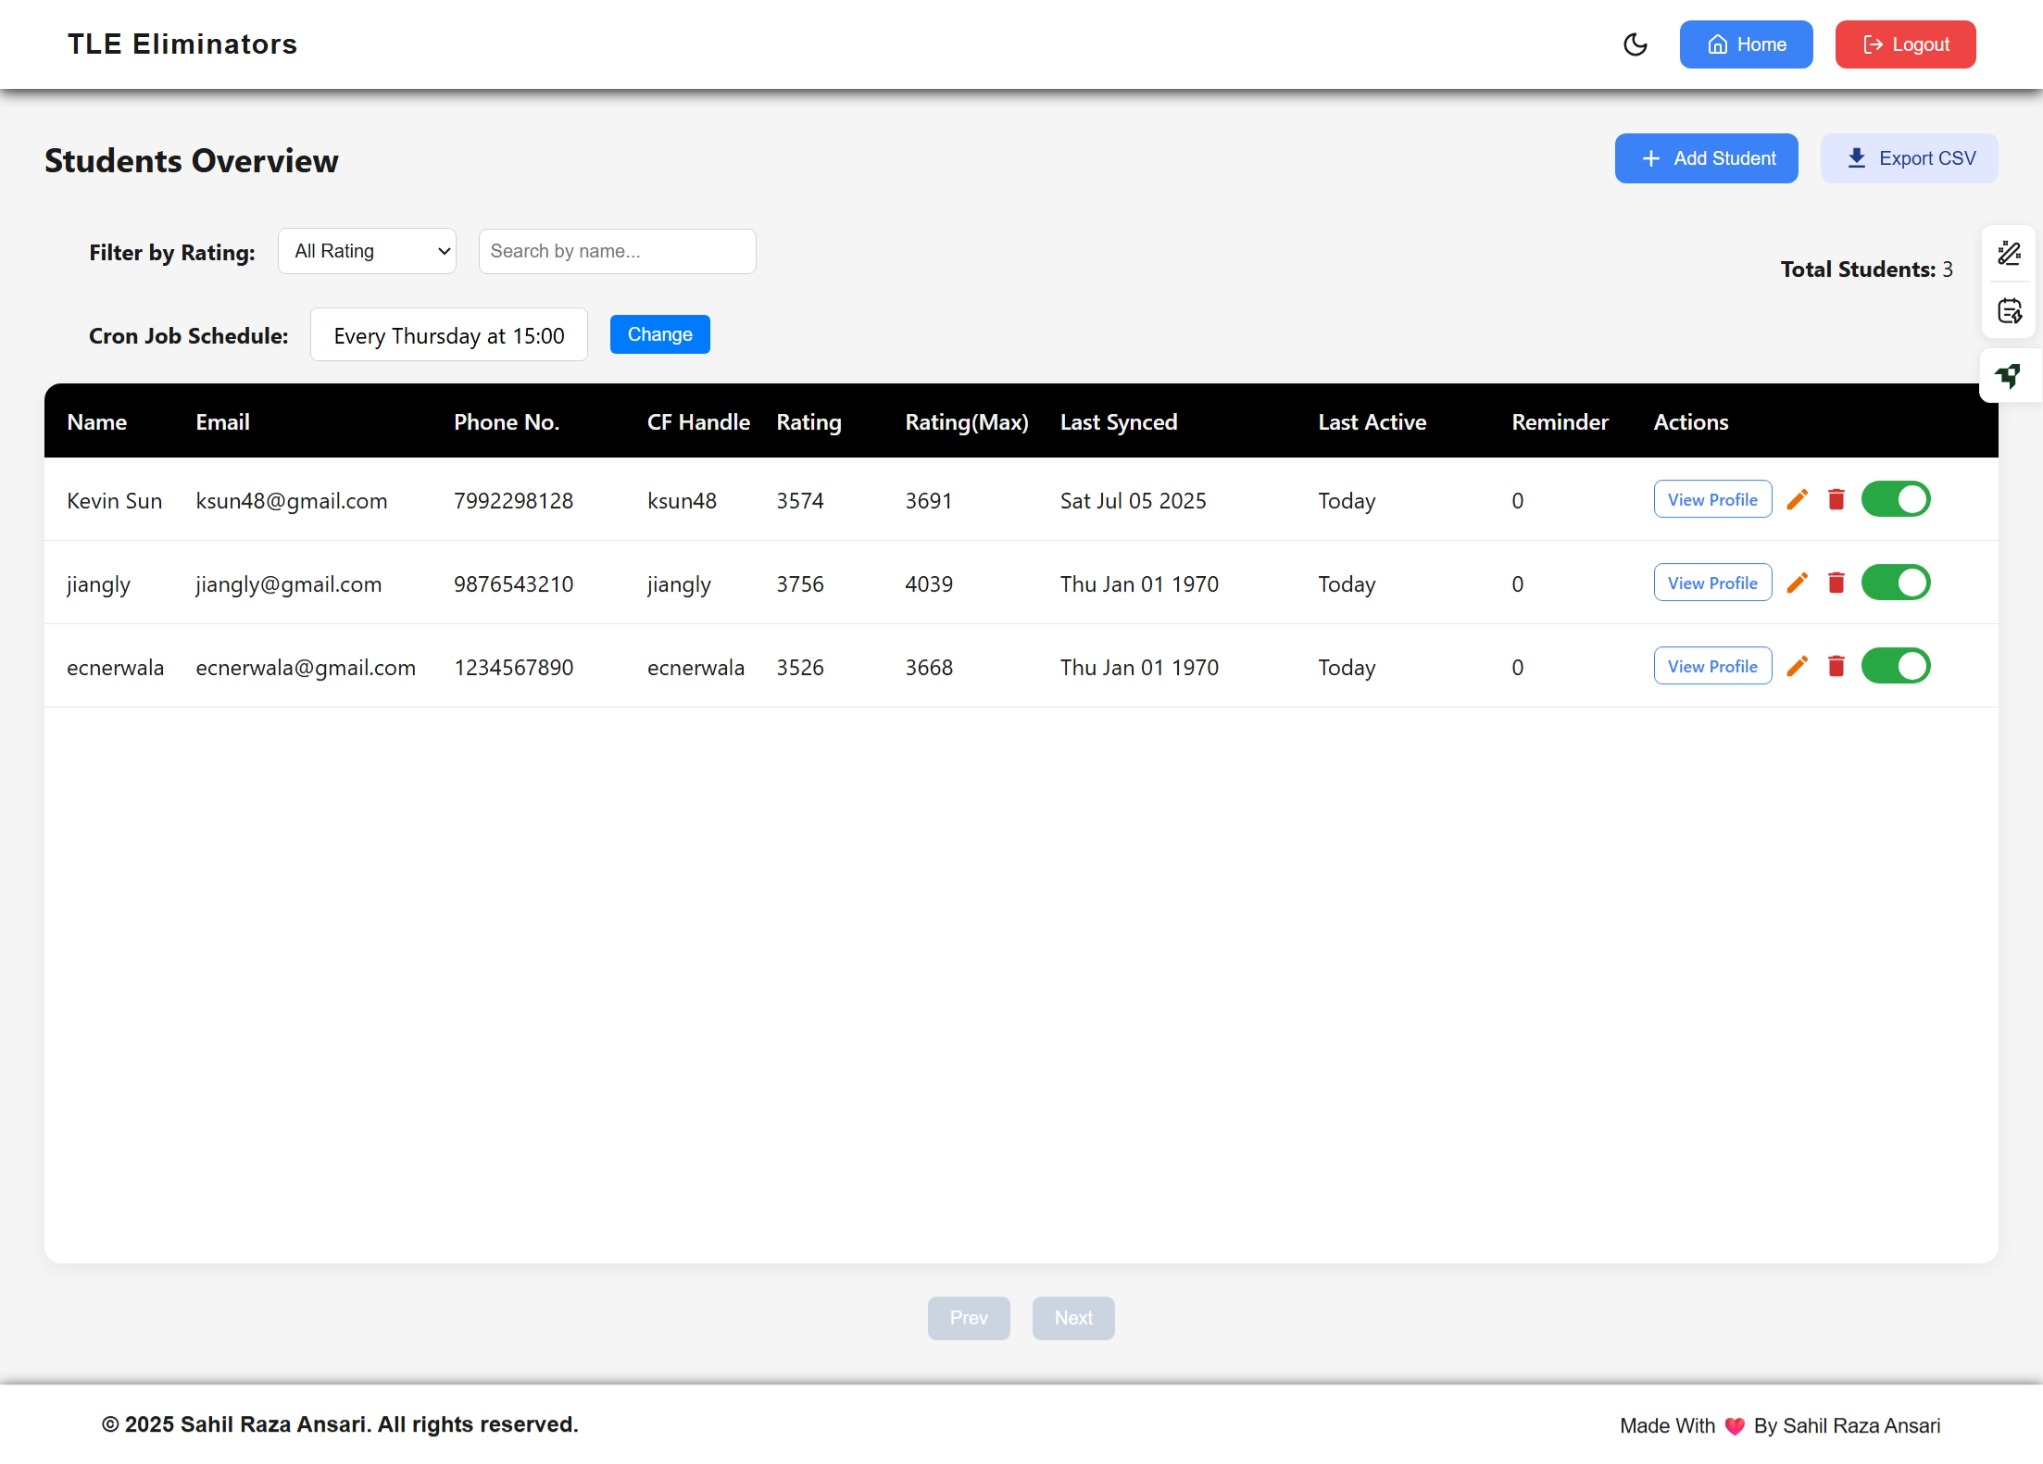 TLE Eliminators
Home
Logout
Students Overview
Add Student
Export CSV
Filter by Rating:
All Rating
Search by name...
Total Students: 3
Cron Job Schedule:
Every Thursday at 15:00
Change
Name Email Phone No. CF Handle Rating Rating(Max) Last Synced Last Active Reminder Actions
Kevin Sun ksun48@gmail.com 7992298128 ksun48 3574 3691 Sat Jul 05 2025 Today 0 View Profile
jiangly jiangly@gmail.com 9876543210 jiangly 3756 4039 Thu Jan 01 1970 Today 0 View Profile
ecnerwala ecnerwala@gmail.com 1234567890 ecnerwala 3526 3668 Thu Jan 01 1970 Today 0 View Profile
Prev
Next
© 2025 Sahil Raza Ansari. All rights reserved.
Made With ❤️ By Sahil Raza Ansari